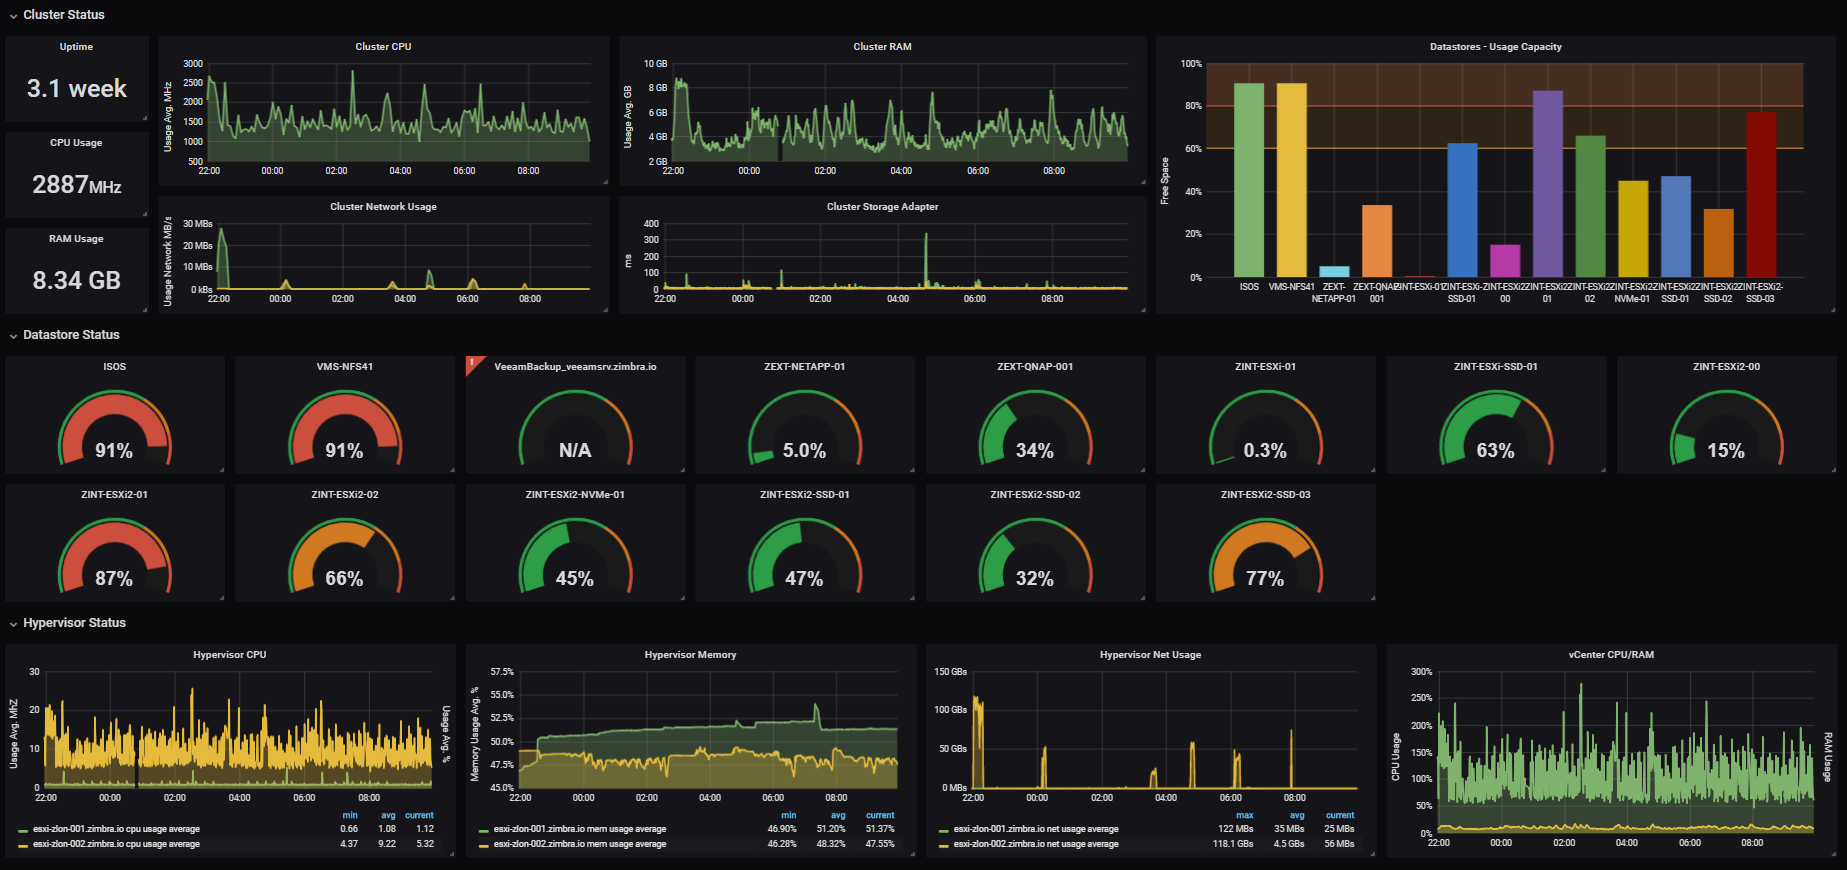 Cluster Status
Uptime
3.1 week
CPU Usage
2887MHz
RAM Usage
8.34 GB
Cluster CPU
Usage Avg. MHz
3000
2500
2000
1500
1000
500
22:00 00:00 02:00 04:00 06:00 08:00
Cluster RAM
Usage Avg. GB
10 GB
8 GB
6 GB
4 GB
2 GB
22:00 00:00 02:00 04:00 06:00 08:00
Cluster Network Usage
Usage Network MB/s
30 MBs
20 MBs
10 MBs
0 kBs
22:00 00:00 02:00 04:00 06:00 08:00
Cluster Storage Adapter
ms
400
300
200
100
0
22:00 00:00 02:00 04:00 06:00 08:00
Datastores - Usage Capacity
Free Space
100%
80%
60%
40%
20%
0%
ISOS VMS-NFS41 ZEXT- ZEXT-QNAP- ZINT-ESXi-01 ZINT-ESXi- ZINT-ESXi2- ZINT-ESXi2- ZINT-ESXi2- ZINT-ESXi2- ZINT-ESXi2- ZINT-ESXi2- ZINT-ESXi2-
NETAPP-01 001 SSD-01 00 01 02 NVMe-01 SSD-01 SSD-02 SSD-03
Datastore Status
ISOS
91%
VMS-NFS41
91%
!
VeeamBackup_veeamsrv.zimbra.io
N/A
ZEXT-NETAPP-01
5.0%
ZEXT-QNAP-001
34%
ZINT-ESXi-01
0.3%
ZINT-ESXi-SSD-01
63%
ZINT-ESXi2-00
15%
ZINT-ESXi2-01
87%
ZINT-ESXi2-02
66%
ZINT-ESXi2-NVMe-01
45%
ZINT-ESXi2-SSD-01
47%
ZINT-ESXi2-SSD-02
32%
ZINT-ESXi2-SSD-03
77%
Hypervisor Status
Hypervisor CPU
Usage Avg. MhZ
30
20
10
0
Usage Avg. %
22:00 00:00 02:00 04:00 06:00 08:00
min avg current
esxi-zlon-001.zimbra.io cpu usage average 0.66 1.08 1.12
esxi-zlon-002.zimbra.io cpu usage average 4.37 9.22 5.32
Hypervisor Memory
Memory Usage Avg. %
57.5%
55.0%
52.5%
50.0%
47.5%
45.0%
22:00 00:00 02:00 04:00 06:00 08:00
min avg current
esxi-zlon-001.zimbra.io mem usage average 46.90% 51.20% 51.37%
esxi-zlon-002.zimbra.io mem usage average 46.28% 48.32% 47.55%
Hypervisor Net Usage
150 GBs
100 GBs
50 GBs
0 MBs
22:00 00:00 02:00 04:00 06:00 08:00
max avg current
esxi-zlon-001.zimbra.io net usage average 122 MBs 35 MBs 25 MBs
esxi-zlon-002.zimbra.io net usage average 118.1 GBs 4.5 GBs 56 MBs
vCenter CPU/RAM
CPU Usage
300%
250%
200%
150%
100%
50%
0%
RAM Usage
22:00 00:00 02:00 04:00 06:00 08:00